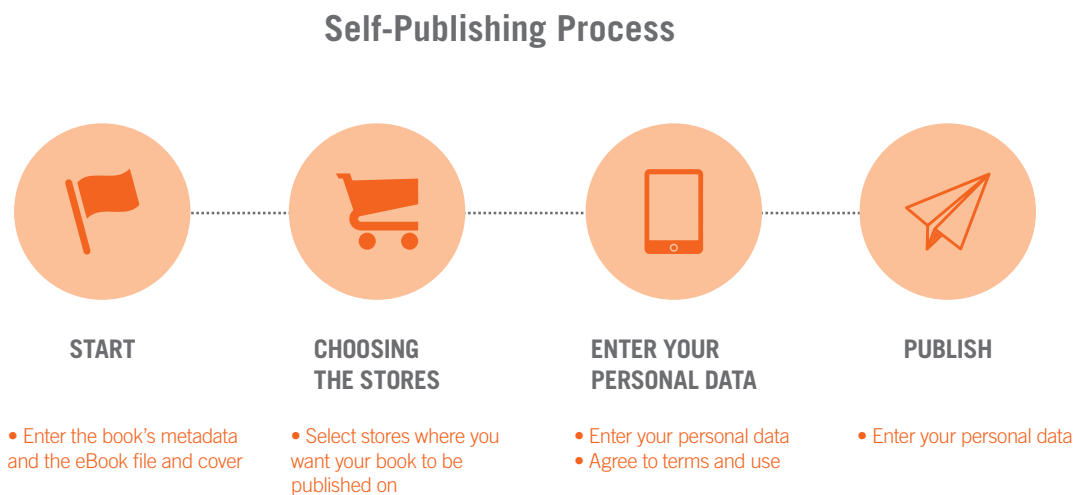 Self-Publishing Process
START
CHOOSING
THE STORES
ENTER YOUR
PERSONAL DATA
PUBLISH
• Enter the book's metadata
and the eBook file and cover
• Select stores where you
want your book to be
published on
• Enter your personal data
• Agree to terms and use
• Enter your personal data